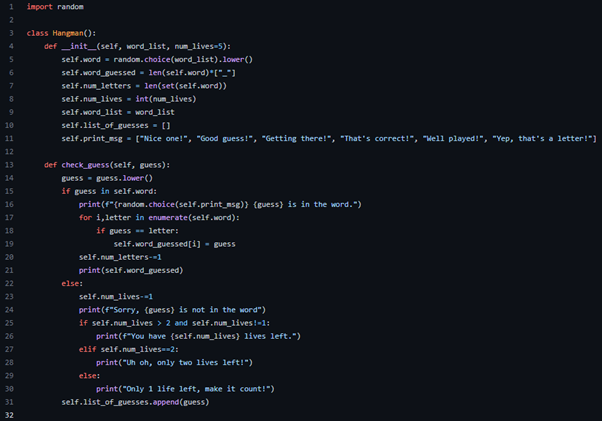 1 import random
2
3 class Hangman():
4     def __init__(self, word_list, num_lives=5):
5         self.word = random.choice(word_list).lower()
6         self.word_guessed = len(self.word)*["_"]
7         self.num_letters = len(set(self.word))
8         self.num_lives = int(num_lives)
9         self.word_list = word_list
10         self.list_of_guesses = []
11         self.print_msg = ["Nice one!", "Good guess!", "Getting there!", "That's correct!", "Well played!", "Yep, that's a letter!"]
12
13     def check_guess(self, guess):
14         guess = guess.lower()
15         if guess in self.word:
16             print(f"{random.choice(self.print_msg)} {guess} is in the word.")
17             for i,letter in enumerate(self.word):
18                 if guess == letter:
19                     self.word_guessed[i] = guess
20             self.num_letters-=1
21             print(self.word_guessed)
22         else:
23             self.num_lives-=1
24             print(f"Sorry, {guess} is not in the word")
25             if self.num_lives > 2 and self.num_lives!=1:
26                 print(f"You have {self.num_lives} lives left.")
27             elif self.num_lives==2:
28                 print("Uh oh, only two lives left!")
29             else:
30                 print("Only 1 life left, make it count!")
31         self.list_of_guesses.append(guess)
32